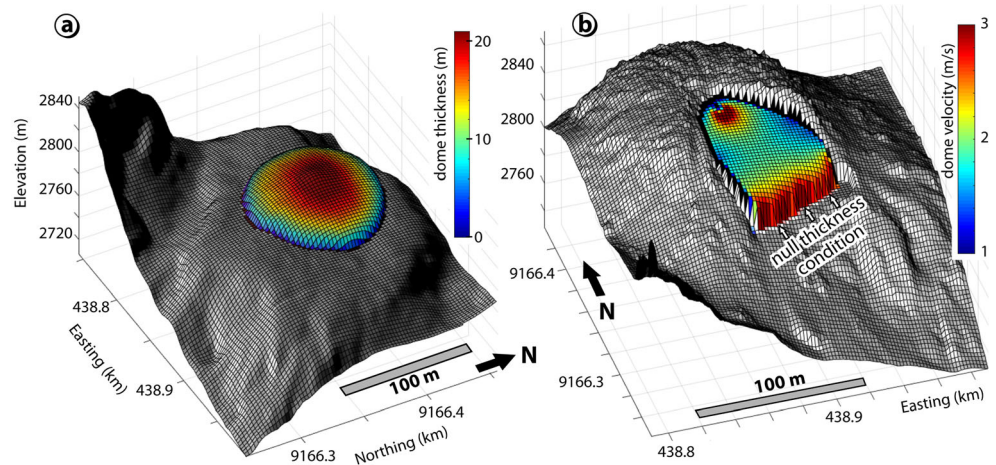 a
Elevation (m)
2840
2800
2800
2760
2720
438.8
Easting (km)
438.9
9166.3
Northing (km)
9166.4
100 m
N
dome thickness (m)
20
10
0
b
2840
2800
2760
9166.4
N
9166.3
100 m
438.8
438.9
Easting (km)
null thickness
condition
dome velocity (m/s)
3
2
1